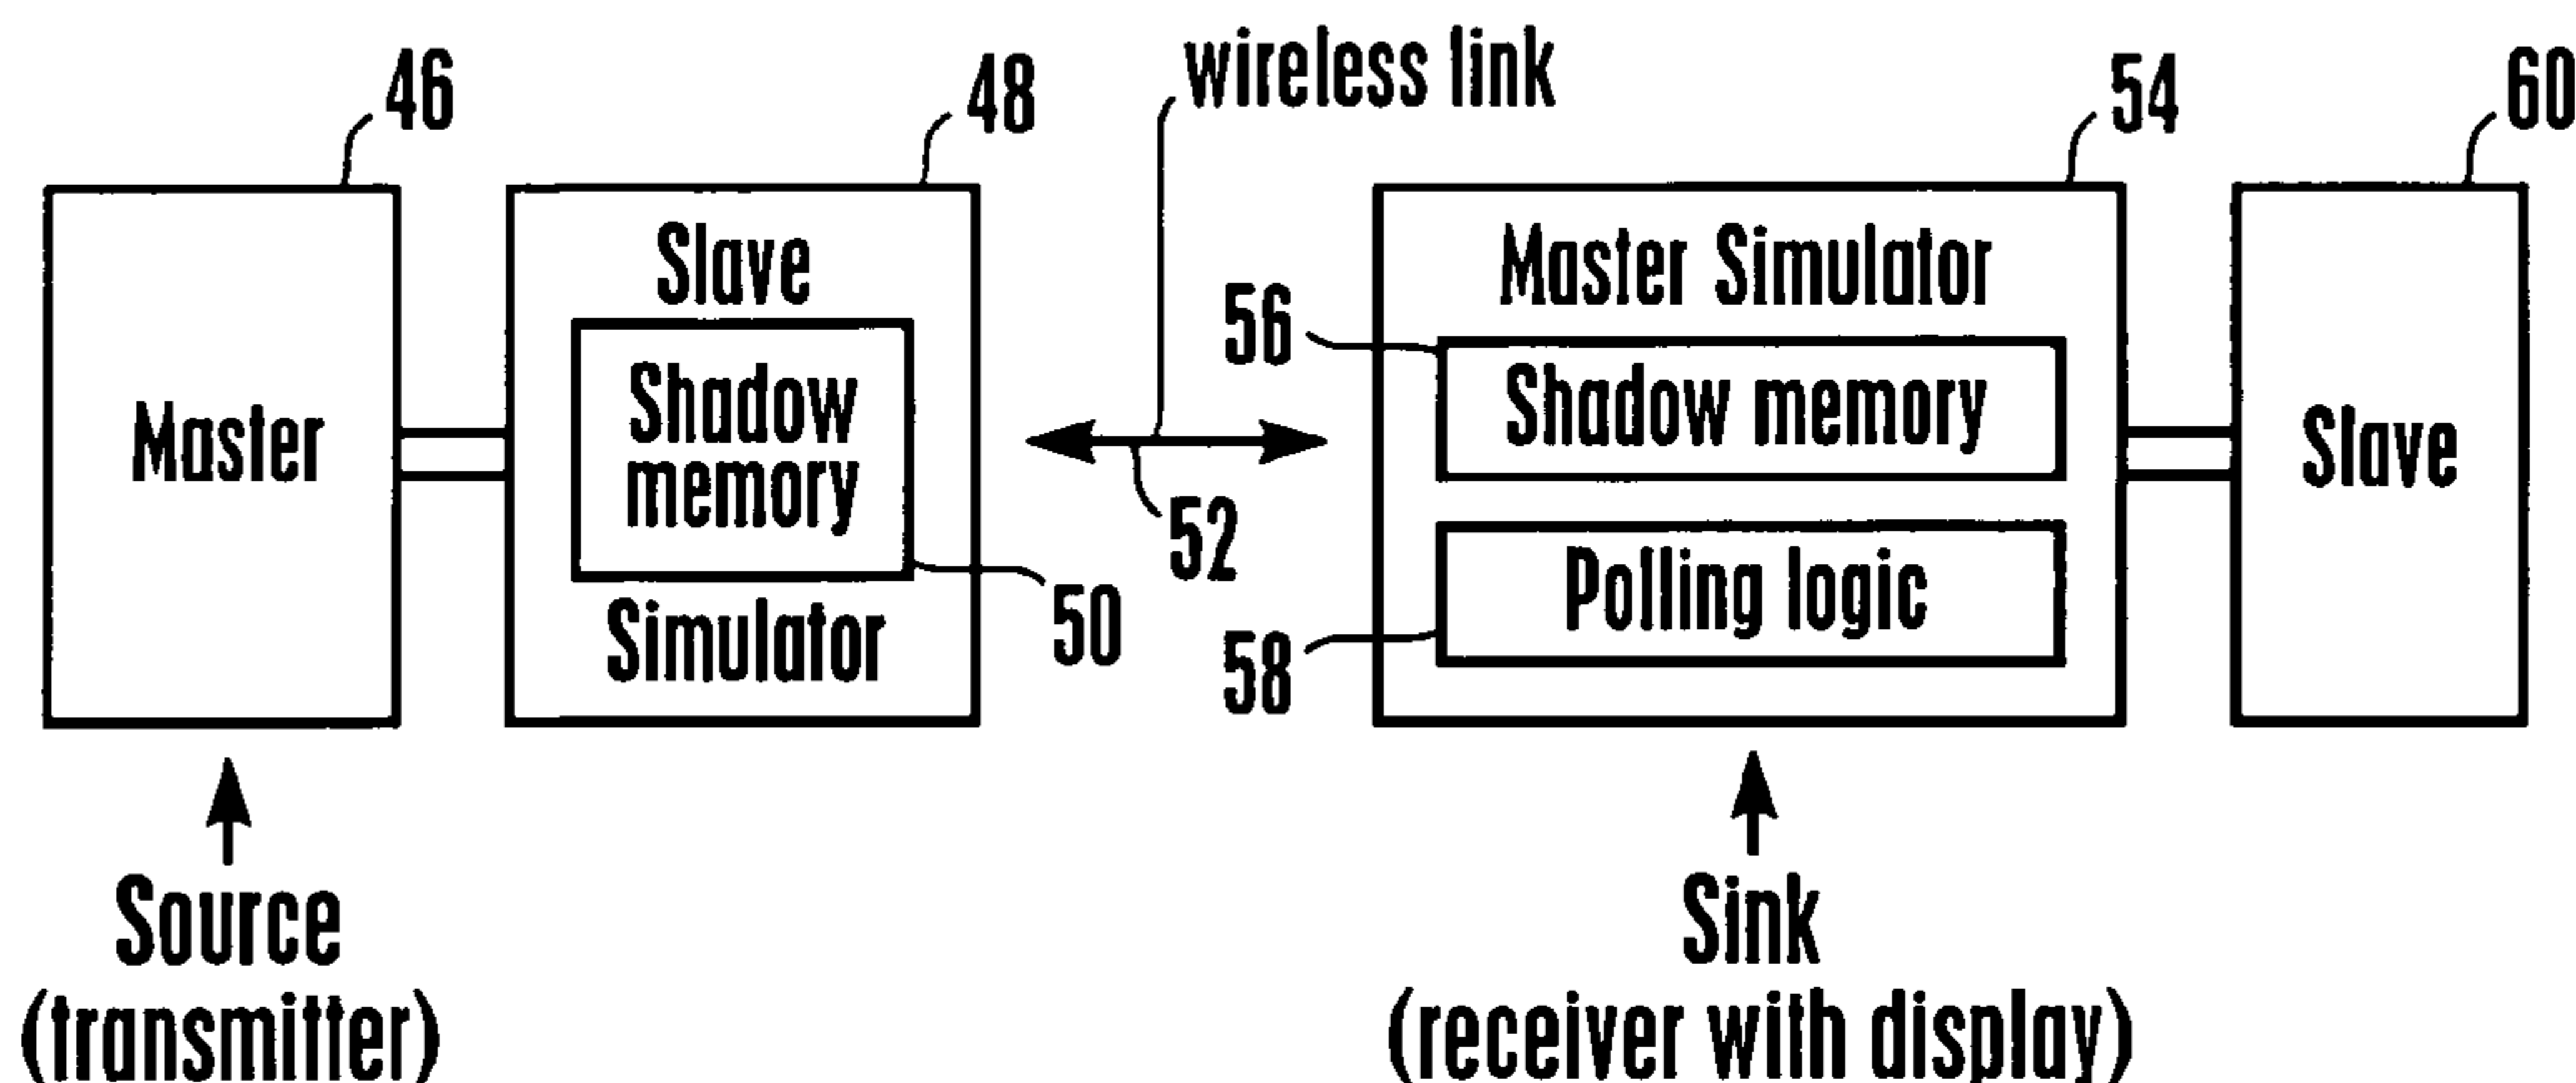 46
48
wireless link
54
60
Master
Slave
Shadow
memory
Simulator
50
52
Master Simulator
56
Shadow memory
58
Polling logic
Slave
Source
(transmitter)
Sink
(receiver with display)